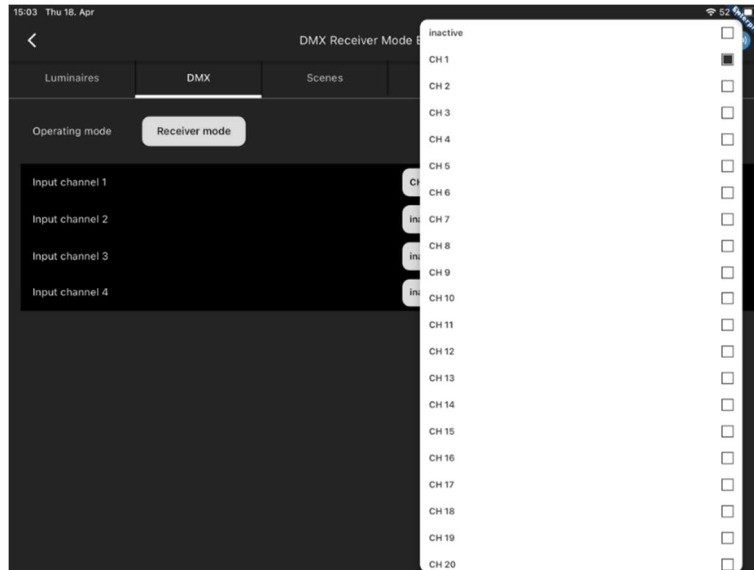 15:03 Thu 18. Apr
52
DMX Receiver Mode
Luminaires
DMX
Scenes
Operating mode
Receiver mode
Input channel 1
Input channel 2
Input channel 3
Input channel 4
inactive
CH 1
CH 2
CH 3
CH 4
CH 5
CH 6
CH 7
CH 8
CH 9
CH 10
CH 11
CH 12
CH 13
CH 14
CH 15
CH 16
CH 17
CH 18
CH 19
CH 20